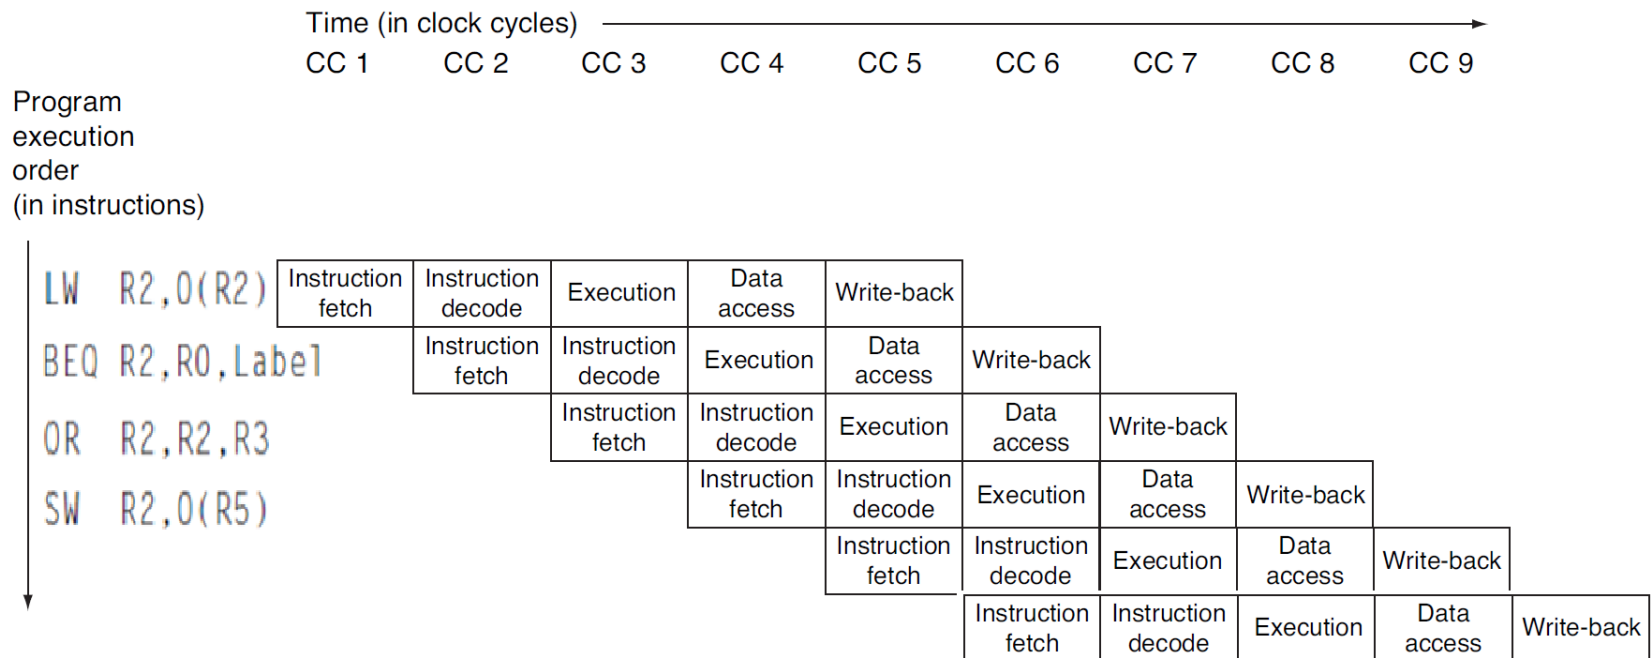 Time (in clock cycles)
CC 1 CC 2 CC 3 CC 4 CC 5 CC 6 CC 7 CC 8 CC 9
Program
execution
order
(in instructions)
LW R2,0(R2)
Instruction fetch Instruction decode Execution Data access Write-back
BEQ R2,R0,Label
Instruction fetch Instruction decode Execution Data access Write-back
OR R2,R2,R3
Instruction fetch Instruction decode Execution Data access Write-back
SW R2,0(R5)
Instruction fetch Instruction decode Execution Data access Write-back
Instruction fetch Instruction decode Execution Data access Write-back
Instruction fetch Instruction decode Execution Data access Write-back